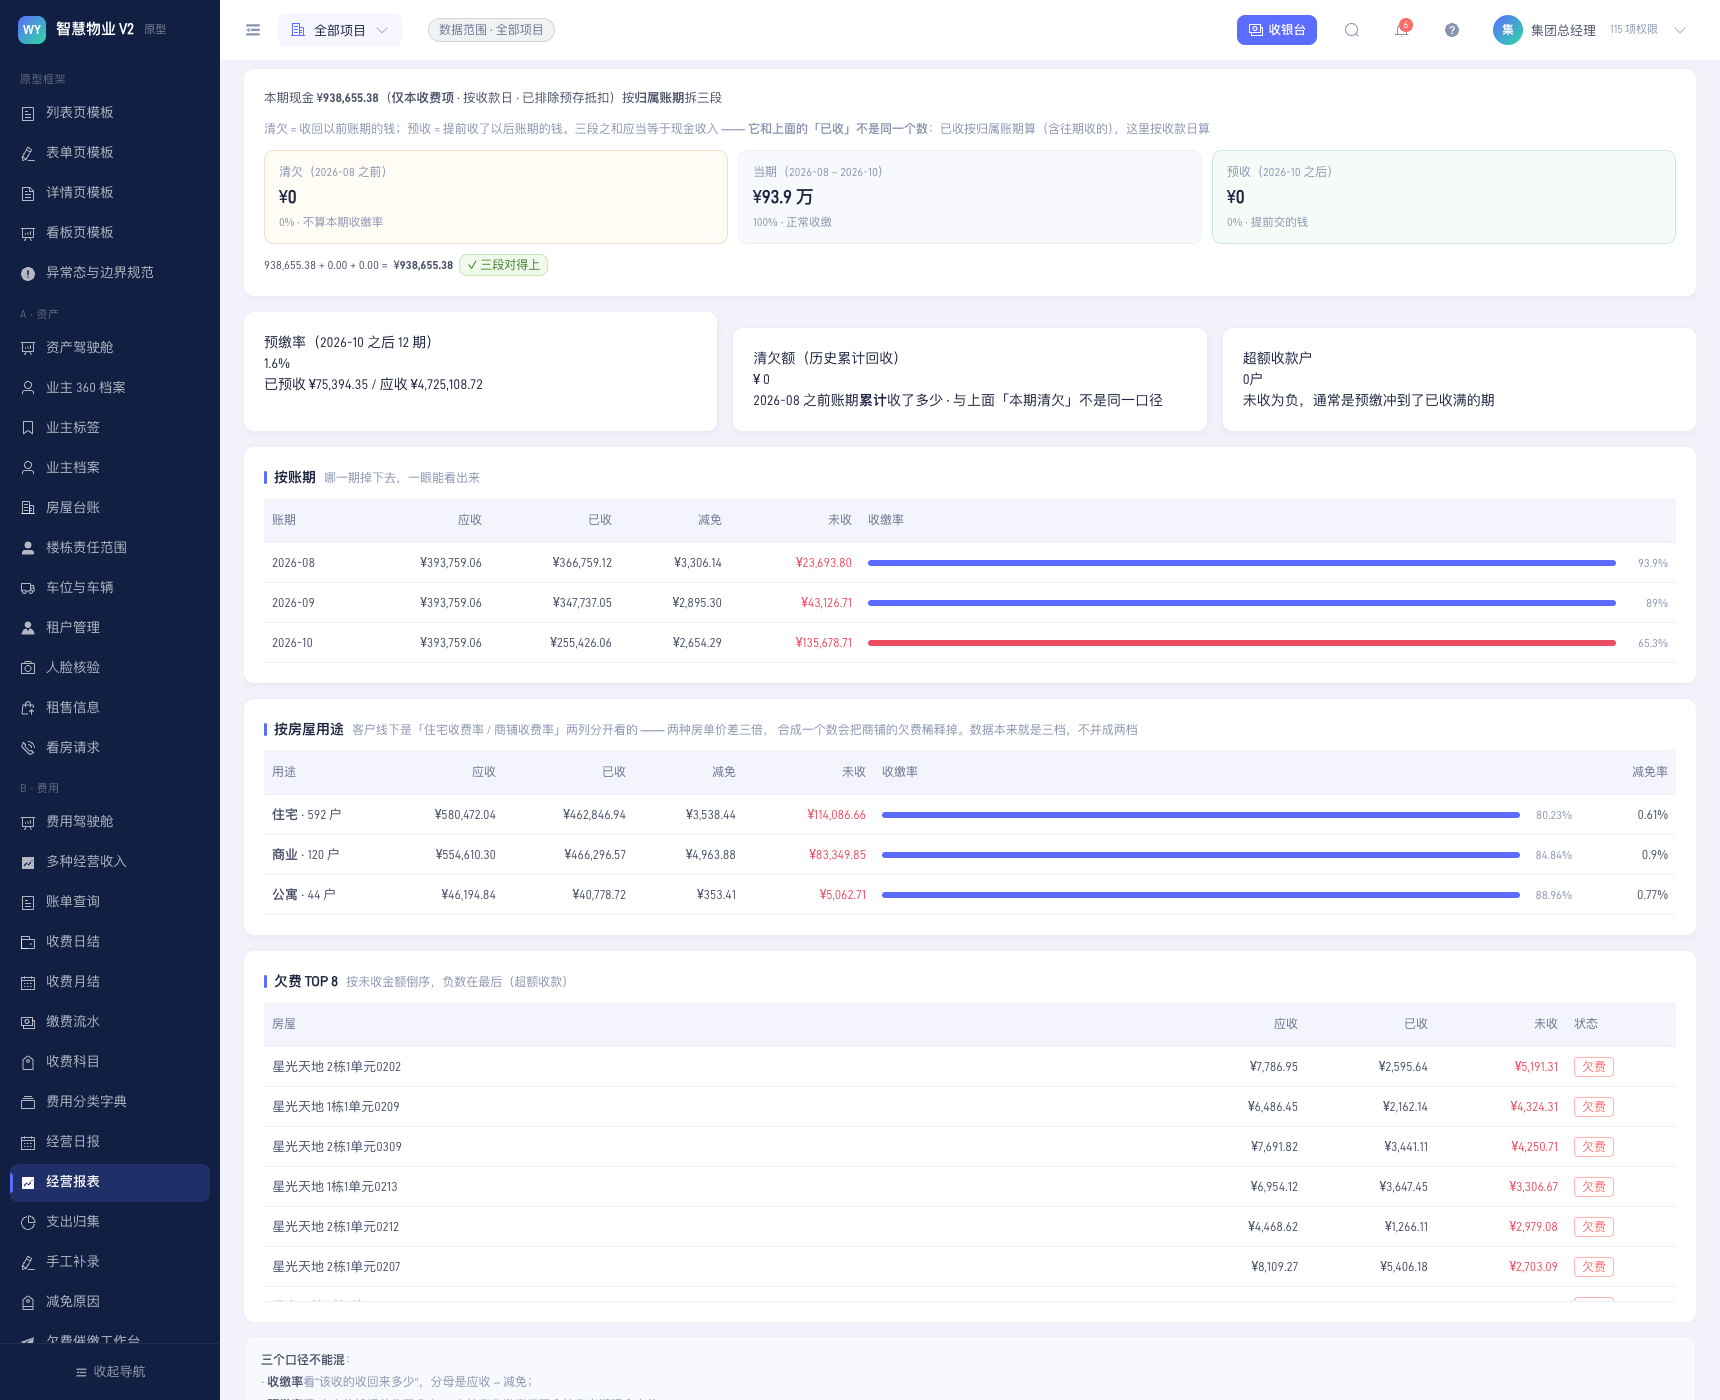 WY 智慧物业 V2 原型
原型框架
列表页模板
表单页模板
详情页模板
看板页模板
异常态与边界规范
A · 资产
资产驾驶舱
业主 360 档案
业主标签
业主档案
房屋台账
楼栋责任范围
车位与车辆
租户管理
人脸核验
租售信息
看房请求
B · 费用
费用驾驶舱
多种经营收入
账单查询
收费日结
收费月结
缴费流水
收费科目
费用分类字典
经营日报
经营报表
支出归集
手工补录
减免原因
欠费催缴工作台
收起导航
全部项目 数据范围 · 全部项目 收银台 6 集 集团总经理 115 项权限
本期现金 ¥938,655.38（仅本收费项 · 按收款日 · 已排除预存抵扣）按归属账期拆三段
清欠 = 收回以前账期的钱；预收 = 提前收了以后账期的钱。三段之和应当等于现金收入 —— 它和上面的「已收」不是同一个数：已收按归属账期算（含往期收的），这里按收款日算
清欠（2026-08 之前）
¥0
0% · 不算本期收缴率
当期（2026-08 ~ 2026-10）
¥93.9 万
100% · 正常收缴
预收（2026-10 之后）
¥0
0% · 提前交的钱
938,655.38 + 0.00 + 0.00 = ¥938,655.38 ✓ 三段对得上
预缴率（2026-10 之后 12 期）
1.6%
已预收 ¥75,394.35 / 应收 ¥4,725,108.72
清欠额（历史累计回收）
¥ 0
2026-08 之前账期累计收了多少 · 与上面「本期清欠」不是同一口径
超额收款户
0户
未收为负，通常是预缴冲到了已收满的期
按账期 哪一期掉下去，一眼能看出来
账期 应收 已收 减免 未收 收缴率
2026-08 ¥393,759.06 ¥366,759.12 ¥3,306.14 ¥23,693.80 93.9%
2026-09 ¥393,759.06 ¥347,737.05 ¥2,895.30 ¥43,126.71 89%
2026-10 ¥393,759.06 ¥255,426.06 ¥2,654.29 ¥135,678.71 65.3%
按房屋用途 客户线下是「住宅收费率 / 商铺收费率」两列分开看的 —— 两种房单价差三倍， 合成一个数会把商铺的欠费稀释掉。数据本来就是三档，不并成两档
用途 应收 已收 减免 未收 收缴率 减免率
住宅 · 592 户 ¥580,472.04 ¥462,846.94 ¥3,538.44 ¥114,086.66 80.23% 0.61%
商业 · 120 户 ¥554,610.30 ¥466,296.57 ¥4,963.88 ¥83,349.85 84.84% 0.9%
公寓 · 44 户 ¥46,194.84 ¥40,778.72 ¥353.41 ¥5,062.71 88.96% 0.77%
欠费 TOP 8 按未收金额倒序，负数在最后（超额收款）
房屋 应收 已收 未收 状态
星光天地 2栋1单元0202 ¥7,786.95 ¥2,595.64 ¥5,191.31 欠费
星光天地 1栋1单元0209 ¥6,486.45 ¥2,162.14 ¥4,324.31 欠费
星光天地 2栋1单元0309 ¥7,691.82 ¥3,441.11 ¥4,250.71 欠费
星光天地 1栋1单元0213 ¥6,954.12 ¥3,647.45 ¥3,306.67 欠费
星光天地 2栋1单元0212 ¥4,468.62 ¥1,266.11 ¥2,979.08 欠费
星光天地 2栋1单元0207 ¥8,109.27 ¥5,406.18 ¥2,703.09 欠费
三个口径不能混：
· 收缴率看"该收的收回来多少"，分母是应收 − 减免；